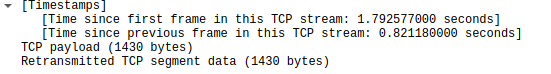 [Timestamps]
[Time since first frame in this TCP stream: 1.792577000 seconds]
[Time since previous frame in this TCP stream: 0.821180000 seconds]
TCP payload (1430 bytes)
Retransmitted TCP segment data (1430 bytes)